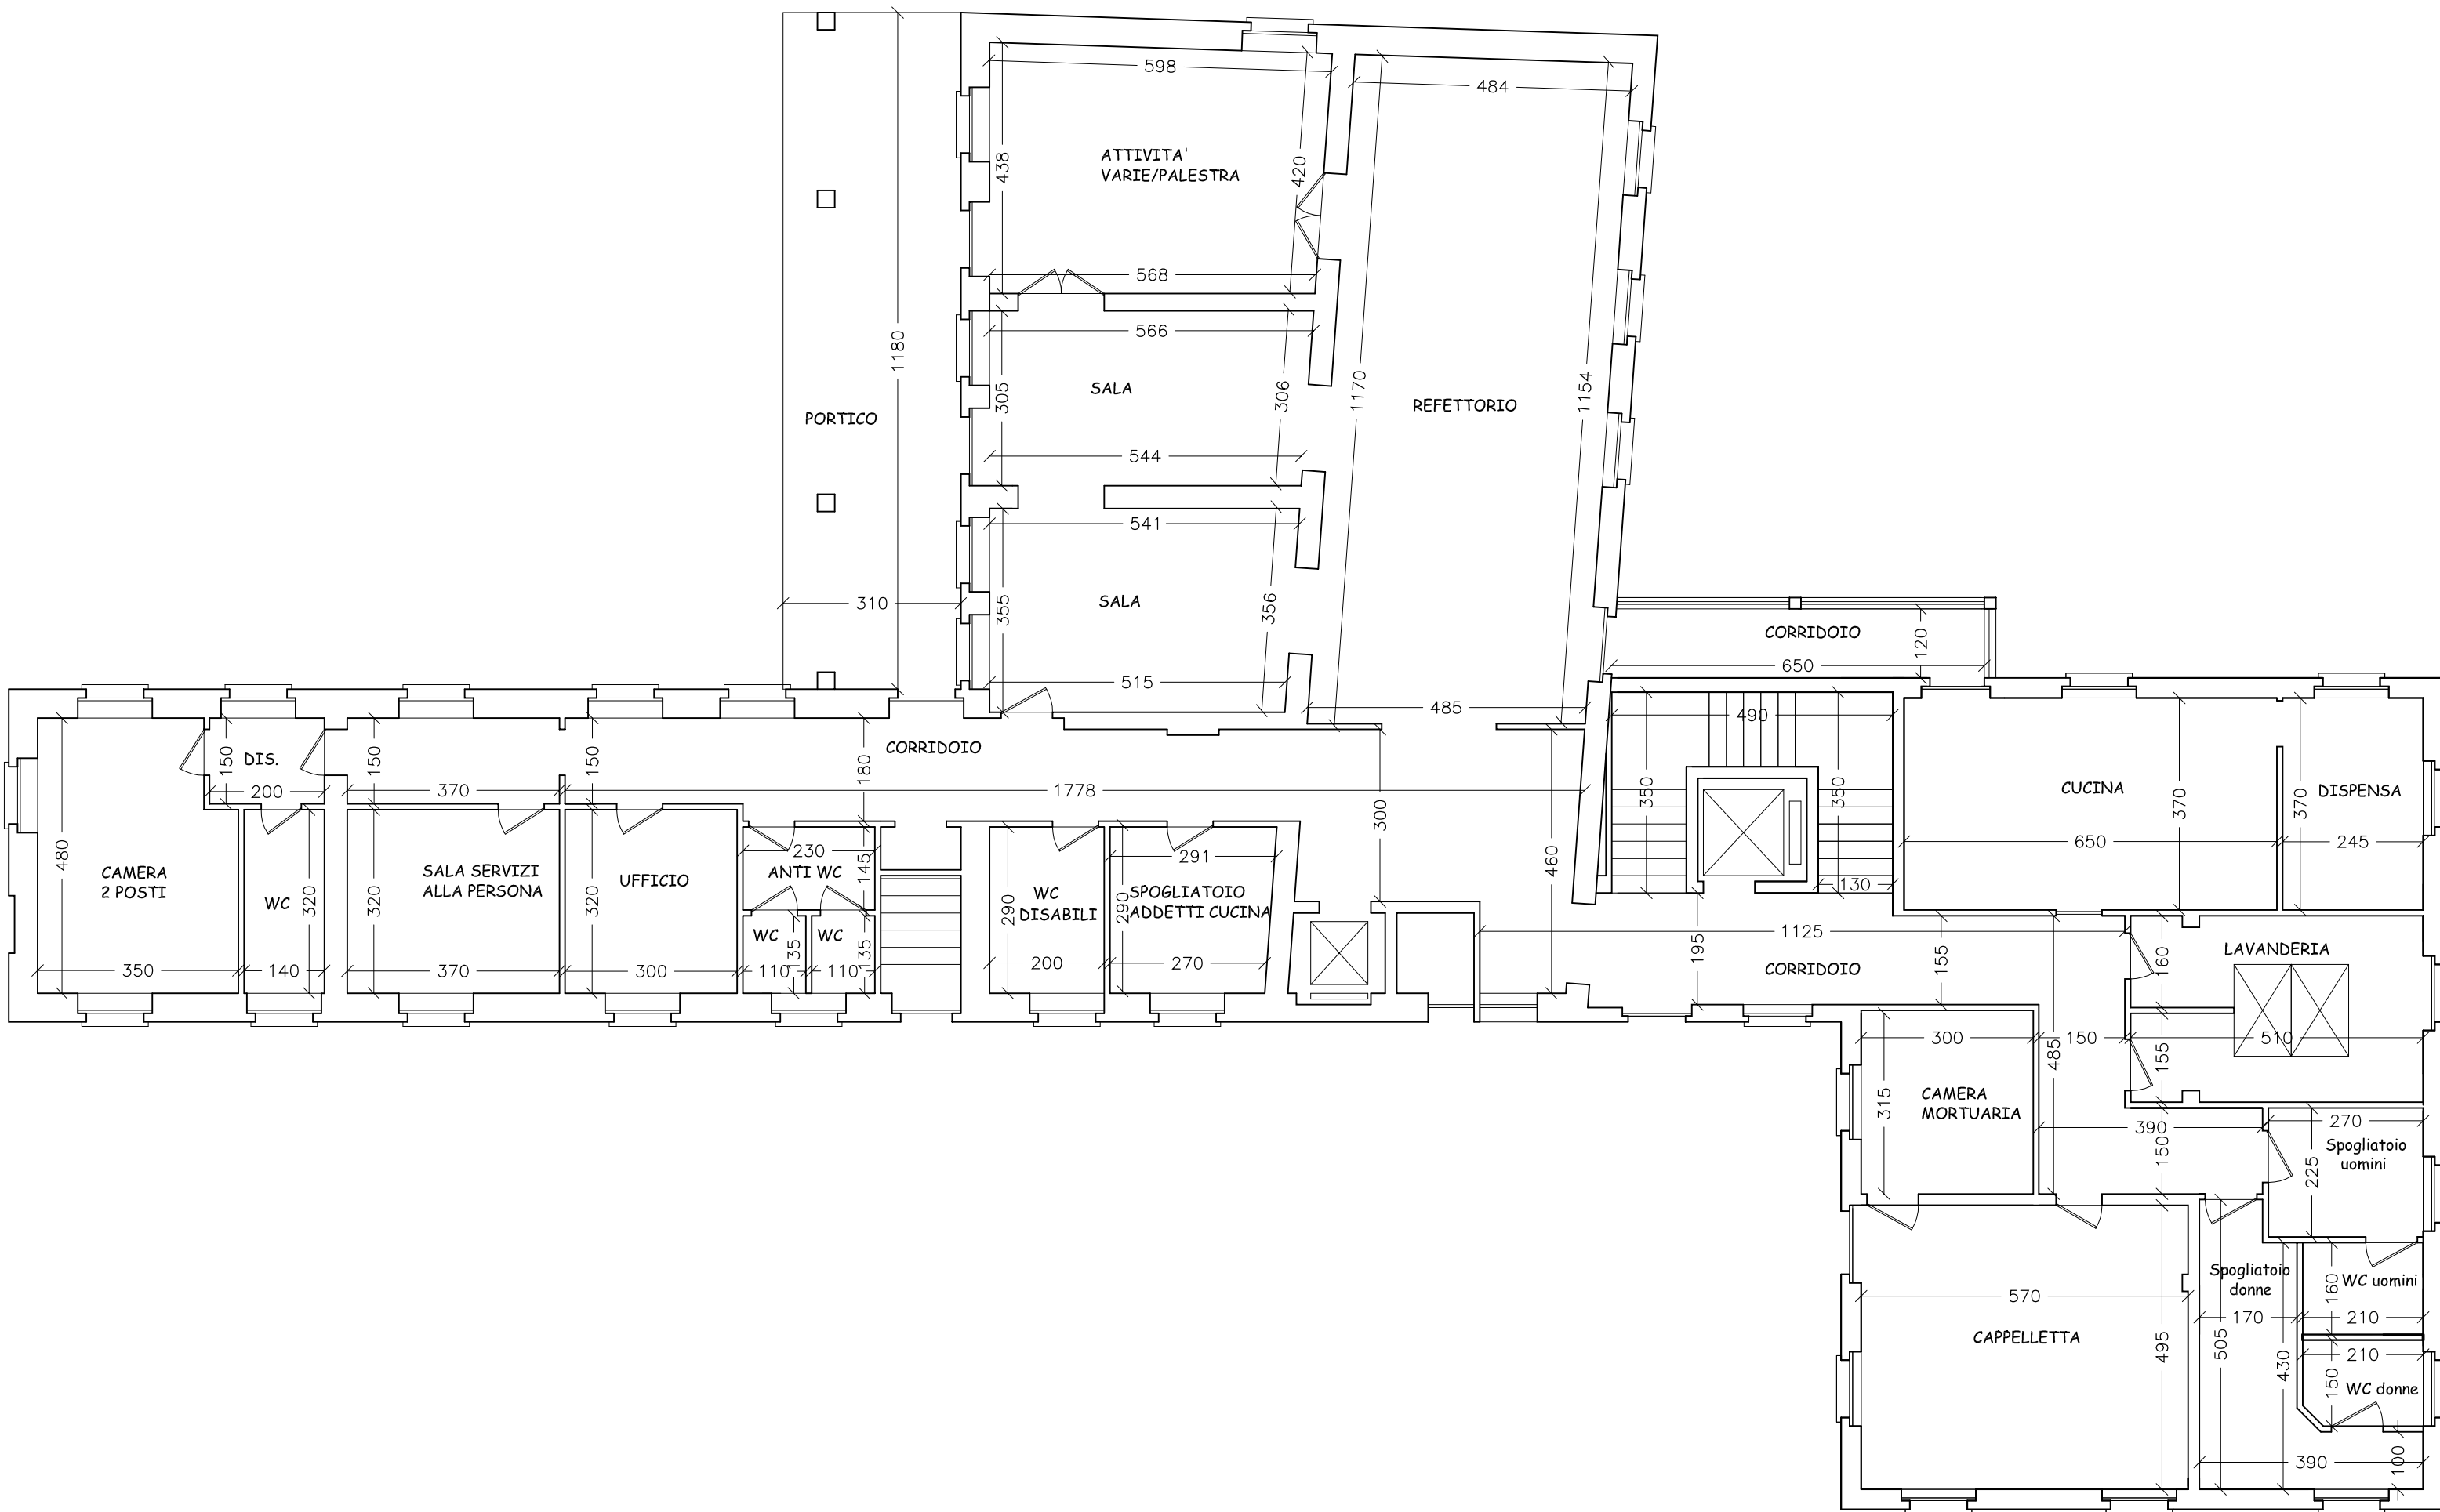 598
484
ATTIVITA'
VARIE/PALESTRA
438
420
568
566
1180
SALA
305
306
1170
1154
REFETTORIO
PORTICO
544
541
SALA
310
355
356
515
485
CORRIDOIO
120
650
490
CORRIDOIO
150
DIS.
200
150
370
150
180
1778
300
350
350
CUCINA
370
370
DISPENSA
650
245
130
480
CAMERA
2 POSTI
WC
320
320
SALA SERVIZI
ALLA PERSONA
320
UFFICIO
230
ANTI WC
145
291
460
290
WC
DISABILI
290
SPOGLIATOIO
ADDETTI CUCINA
WC
135
WC
135
350
140
370
300
110
110
200
270
1125
195
CORRIDOIO
155
160
LAVANDERIA
300
485
150
155
510
315
CAMERA
MORTUARIA
390
150
270
Spogliatoio
uomini
225
Spogliatoio
donne
160
WC uomini
570
170
210
CAPPELLETTA
495
505
430
210
150
WC donne
390
100